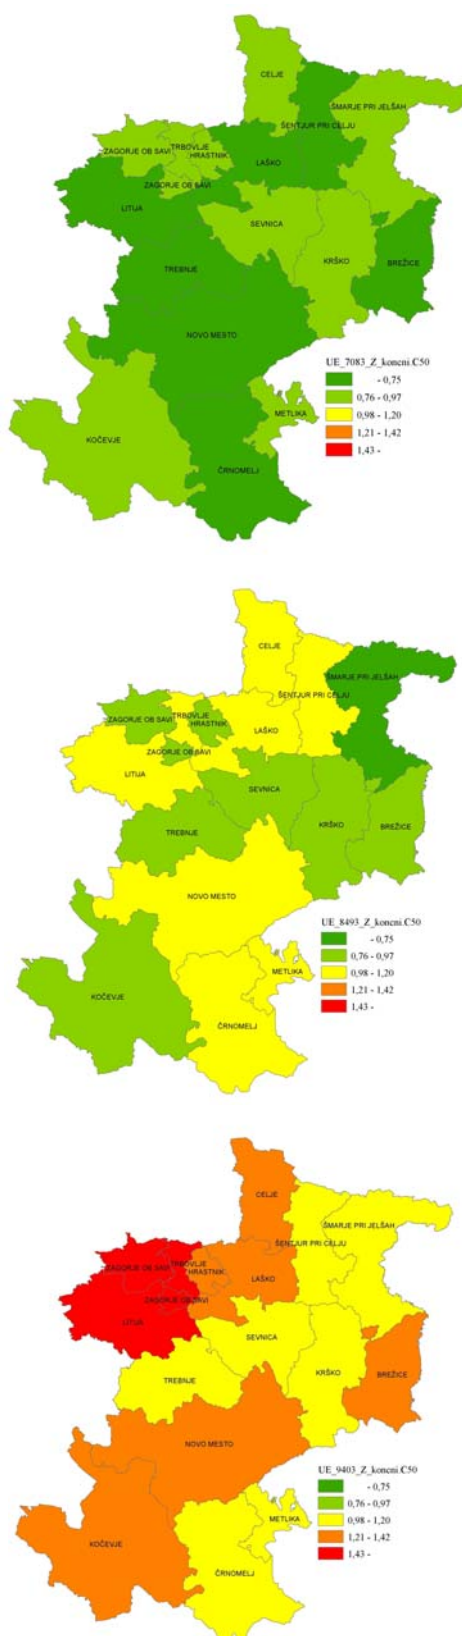 CELJE
ŠMARJE PRI JELŠAH
ŠENTJUR PRI CELJU
TRBOVLJE
HRASTNIK
ZAGORJE OB SAVI
LAŠKO
ZAGORJE OB SAVI
LITIJA
SEVNICA
KRŠKO
BREŽICE
TREBNJE
NOVO MESTO
UE_7083_Z_koncni.C50
- 0,75
0,76 - 0,97
0,98 - 1,20
1,21 - 1,42
1,43 -
METLIKA
KOČEVJE
ČRNOMELJ
CELJE
ŠMARJE PRI JELŠAH
ŠENTJUR PRI CELJU
ZAGORJE OB SAVI
TRBOVLJE
HRASTNIK
LAŠKO
ZAGORJE OB SAVI
LITIJA
SEVNICA
KRŠKO
BREŽICE
TREBNJE
NOVO MESTO
UE_8493_Z_koncni.C50
- 0,75
0,76 - 0,97
0,98 - 1,20
1,21 - 1,42
1,43 -
METLIKA
KOČEVJE
ČRNOMELJ
CELJE
ŠMARJE PRI JELŠAH
ŠENTJUR PRI CELJU
TRBOVLJE
ZAGORJE OB SAVI
HRASTNIK
LAŠKO
ZAGORJE OB SAVI
LITIJA
SEVNICA
KRŠKO
BREŽICE
TREBNJE
NOVO MESTO
UE_9403_Z_koncni.C50
- 0,75
0,76 - 0,97
0,98 - 1,20
1,21 - 1,42
1,43 -
METLIKA
KOČEVJE
ČRNOMELJ